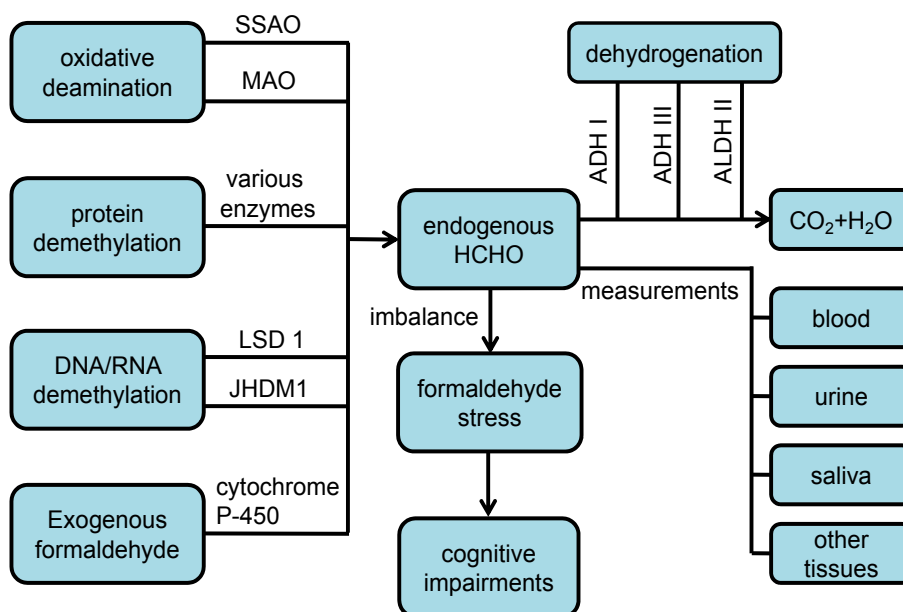 SSAO
oxidative
deamination
MAO
dehydrogenation
ADH I
ADH III
ALDH II
various
enzymes
protein
demethylation
endogenous
HCHO
CO₂+H₂O
measurements
imbalance
blood
LSD 1
DNA/RNA
demethylation
JHDM1
formaldehyde
stress
urine
saliva
cytochrome
P-450
Exogenous
formaldehyde
cognitive
impairments
other
tissues